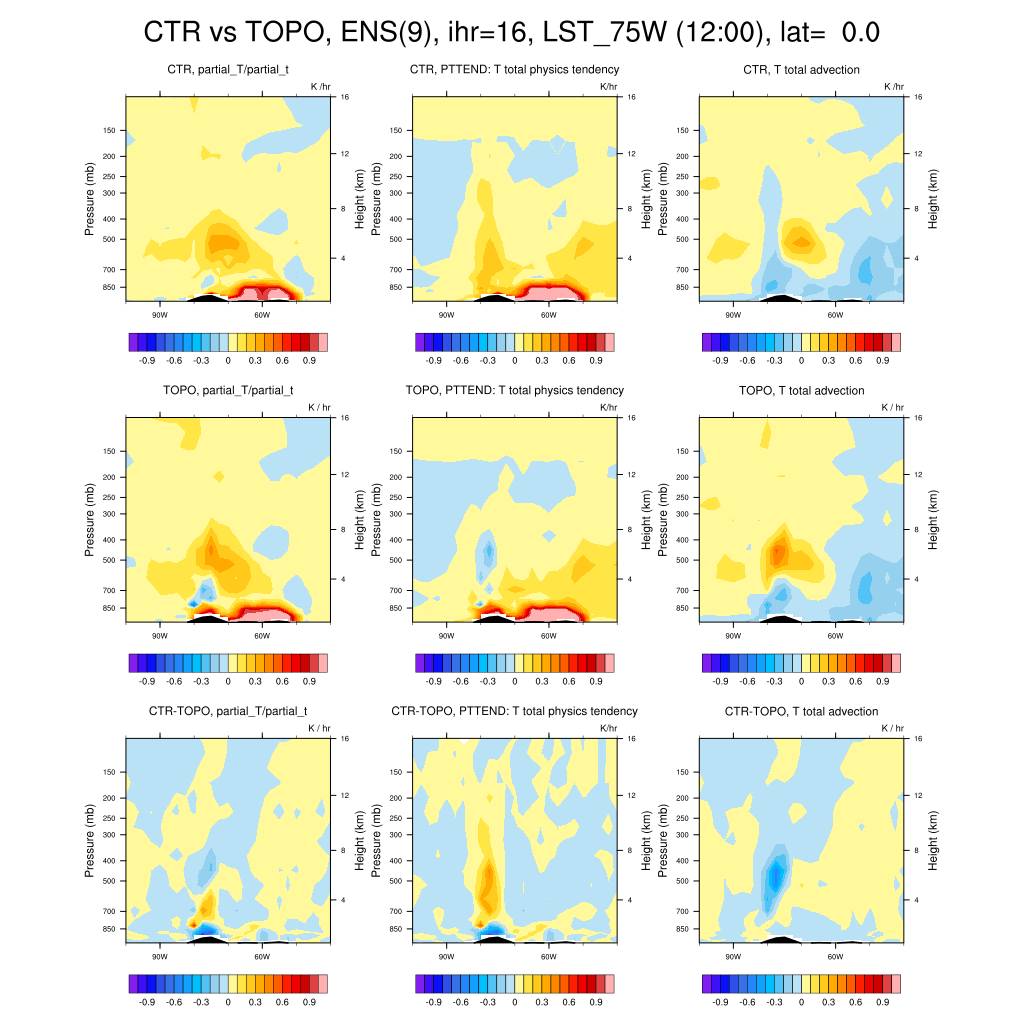 CTR vs TOPO, ENS(9), ihr=16, LST_75W (12:00), lat=  0.0
CTR, partial_T/partial_t
K /hr
Pressure (mb)
150
200
250
300
400
500
700
850
16
12
8
4
Height (km)
90W
60W
-0.9 -0.6 -0.3 0 0.3 0.6 0.9
CTR, PTTEND: T total physics tendency
K/hr
Pressure (mb)
150
200
250
300
400
500
700
850
16
12
8
4
Height (km)
90W
60W
-0.9 -0.6 -0.3 0 0.3 0.6 0.9
CTR, T total advection
K / hr
Pressure (mb)
150
200
250
300
400
500
700
850
16
12
8
4
Height (km)
90W
60W
-0.9 -0.6 -0.3 0 0.3 0.6 0.9
TOPO, partial_T/partial_t
K / hr
Pressure (mb)
150
200
250
300
400
500
700
850
16
12
8
4
Height (km)
90W
60W
-0.9 -0.6 -0.3 0 0.3 0.6 0.9
TOPO, PTTEND: T total physics tendency
K/hr
Pressure (mb)
150
200
250
300
400
500
700
850
16
12
8
4
Height (km)
90W
60W
-0.9 -0.6 -0.3 0 0.3 0.6 0.9
TOPO, T total advection
K / hr
Pressure (mb)
150
200
250
300
400
500
700
850
16
12
8
4
Height (km)
90W
60W
-0.9 -0.6 -0.3 0 0.3 0.6 0.9
CTR-TOPO, partial_T/partial_t
K / hr
Pressure (mb)
150
200
250
300
400
500
700
850
16
12
8
4
Height (km)
90W
60W
-0.9 -0.6 -0.3 0 0.3 0.6 0.9
CTR-TOPO, PTTEND: T total physics tendency
K/hr
Pressure (mb)
150
200
250
300
400
500
700
850
16
12
8
4
Height (km)
90W
60W
-0.9 -0.6 -0.3 0 0.3 0.6 0.9
CTR-TOPO, T total advection
K / hr
Pressure (mb)
150
200
250
300
400
500
700
850
16
12
8
4
Height (km)
90W
60W
-0.9 -0.6 -0.3 0 0.3 0.6 0.9